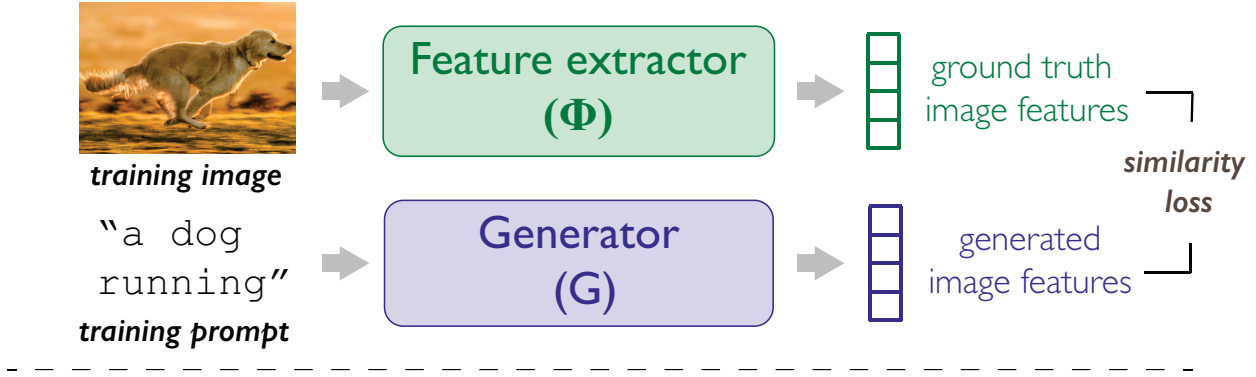 Feature extractor
(Φ)
ground truth
image features
training image
similarity
loss
“a dog
running”
training prompt
Generator
(G)
generated
image features